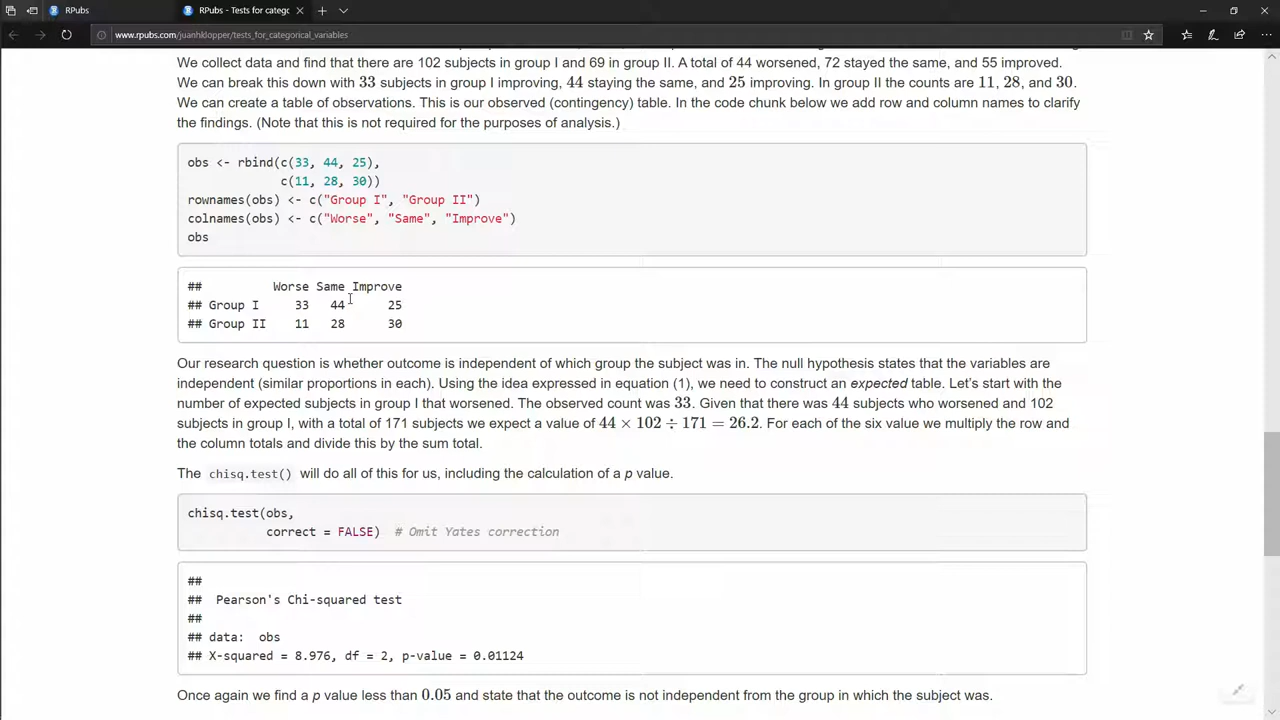 RPubs
RPubs - Tests for catego
www.rpubs.com/juanhklopper/tests_for_categorical_variables
We collect data and find that there are 102 subjects in group I and 69 in group II. A total of 44 worsened, 72 stayed the same, and 55 improved.
We can break this down with 33 subjects in group I improving, 44 staying the same, and 25 improving. In group II the counts are 11, 28, and 30.
We can create a table of observations. This is our observed (contingency) table. In the code chunk below we add row and column names to clarify
the findings. (Note that this is not required for the purposes of analysis.)
obs <- rbind(c(33, 44, 25),
c(11, 28, 30))
rownames(obs) <- c("Group I", "Group II")
colnames(obs) <- c("Worse", "Same", "Improve")
obs
## Worse Same Improve
## Group I 33 44 25
## Group II 11 28 30
Our research question is whether outcome is independent of which group the subject was in. The null hypothesis states that the variables are
independent (similar proportions in each). Using the idea expressed in equation (1), we need to construct an expected table. Let's start with the
number of expected subjects in group I that worsened. The observed count was 33. Given that there was 44 subjects who worsened and 102
subjects in group I, with a total of 171 subjects we expect a value of 44 × 102 ÷ 171 = 26.2. For each of the six value we multiply the row and
the column totals and divide this by the sum total.
The chisq.test() will do all of this for us, including the calculation of a p value.
chisq.test(obs,
correct = FALSE) # Omit Yates correction
##
## Pearson's Chi-squared test
##
## data: obs
## X-squared = 8.976, df = 2, p-value = 0.01124
Once again we find a p value less than 0.05 and state that the outcome is not independent from the group in which the subject was.